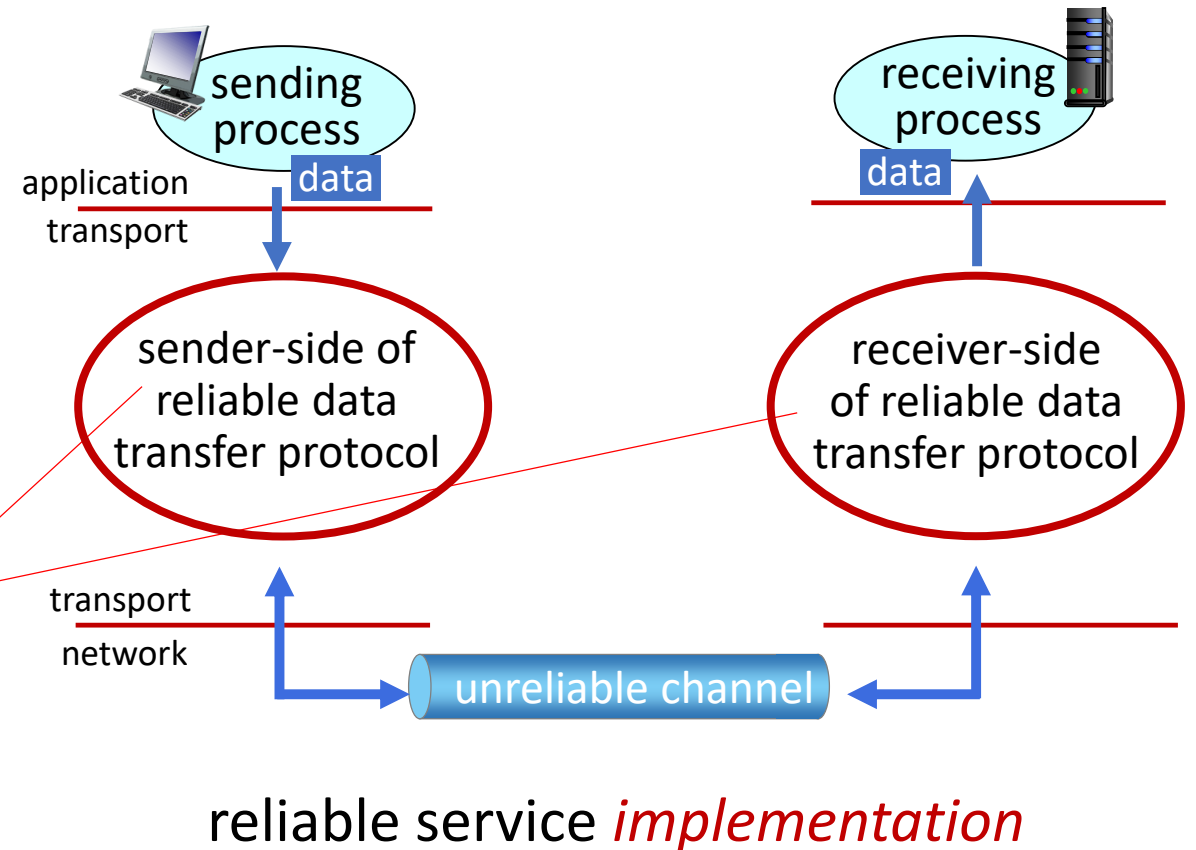 sending
process
data
application
transport
receiving
process
data
sender-side of
reliable data
transfer protocol
receiver-side
of reliable data
transfer protocol
transport
network
unreliable channel
reliable service implementation